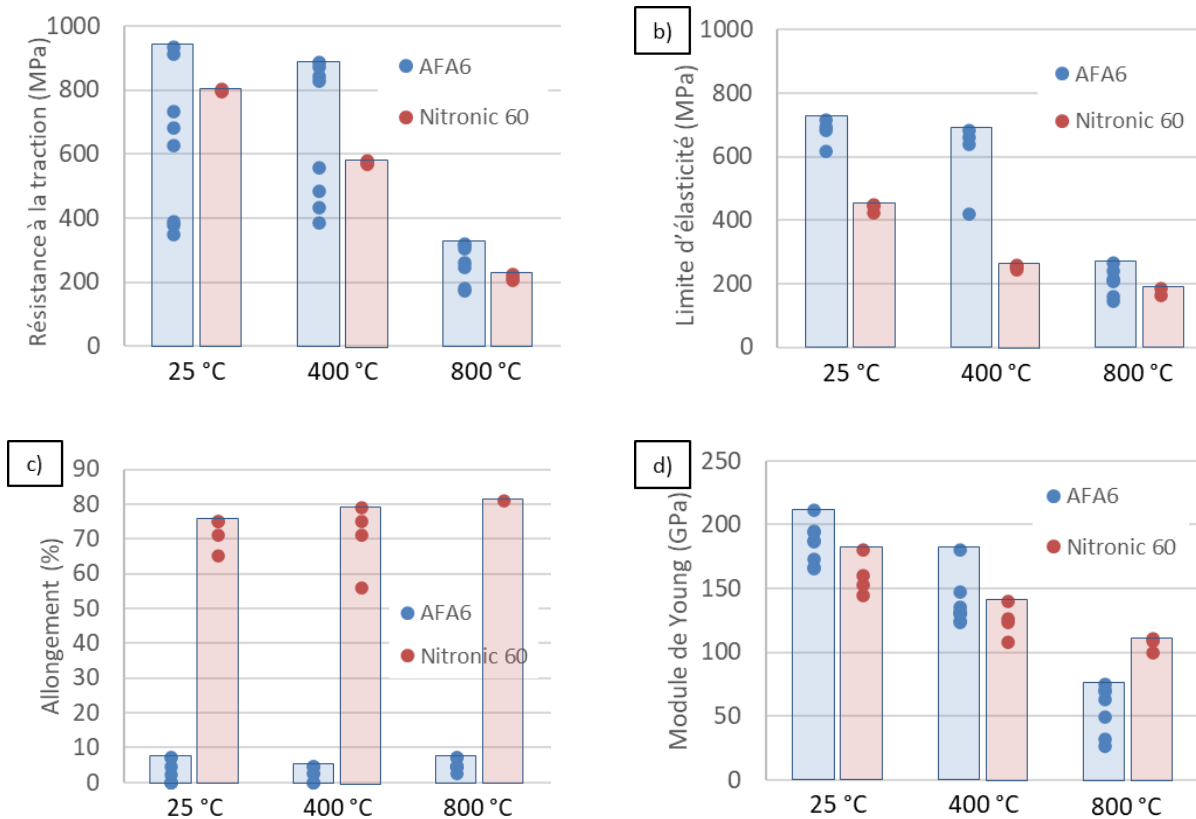 Résistance à la traction (MPa)
1000
800
600
400
200
0
AFA6
Nitronic 60
25 °C
400 °C
800 °C
b)
Limite d'élasticité (MPa)
1000
800
600
400
200
0
AFA6
Nitronic 60
25 °C
400 °C
800 °C
c)
Allongement (%)
90
80
70
60
50
40
30
20
10
0
AFA6
Nitronic 60
25 °C
400 °C
800 °C
d)
Module de Young (GPa)
250
200
150
100
50
0
AFA6
Nitronic 60
25 °C
400 °C
800 °C